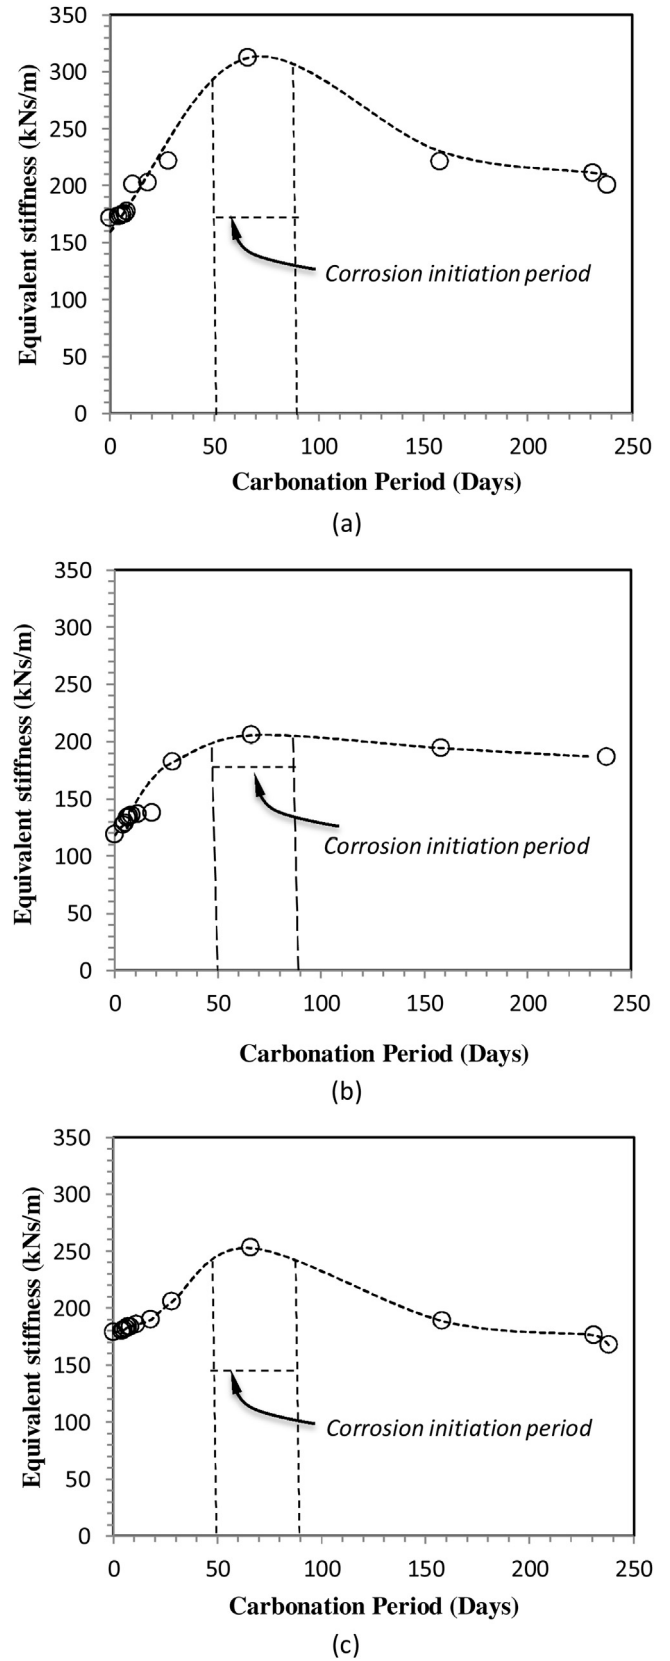 350
300
250
200
150
100
50
0
Equivalent stiffness (kNs/m)
Corrosion initiation period
0 50 100 150 200 250
Carbonation Period (Days)
(a)
350
300
250
200
150
100
50
0
Equivalent stiffness (kNs/m)
Corrosion initiation period
0 50 100 150 200 250
Carbonation Period (Days)
(b)
350
300
250
200
150
100
50
0
Equivalent stiffness (kNs/m)
Corrosion initiation period
0 50 100 150 200 250
Carbonation Period (Days)
(c)